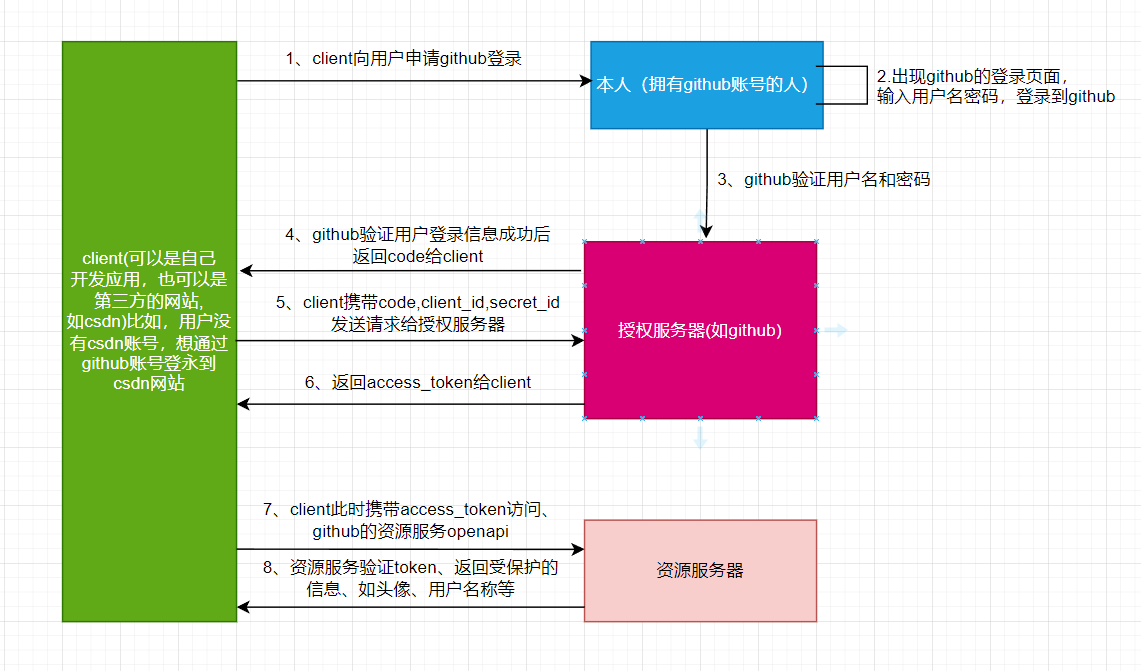 1、client向用户申请github登录
本人（拥有github账号的人）
2.出现github的登录页面，
输入用户名密码，登录到github
3、github验证用户名和密码
4、github验证用户登录信息成功后
返回code给client
client(可以是自己
开发应用，也可以是
第三方的网站,
如csdn)比如，用户没
有csdn账号，想通过
github账号登永到
csdn网站
5、client携带code,client_id,secret_id
发送请求给授权服务器
授权服务器(如github)
6、返回access_token给client
7、client此时携带access_token访问、
github的资源服务openapi
8、资源服务验证token、返回受保护的
信息、如头像、用户名称等
资源服务器